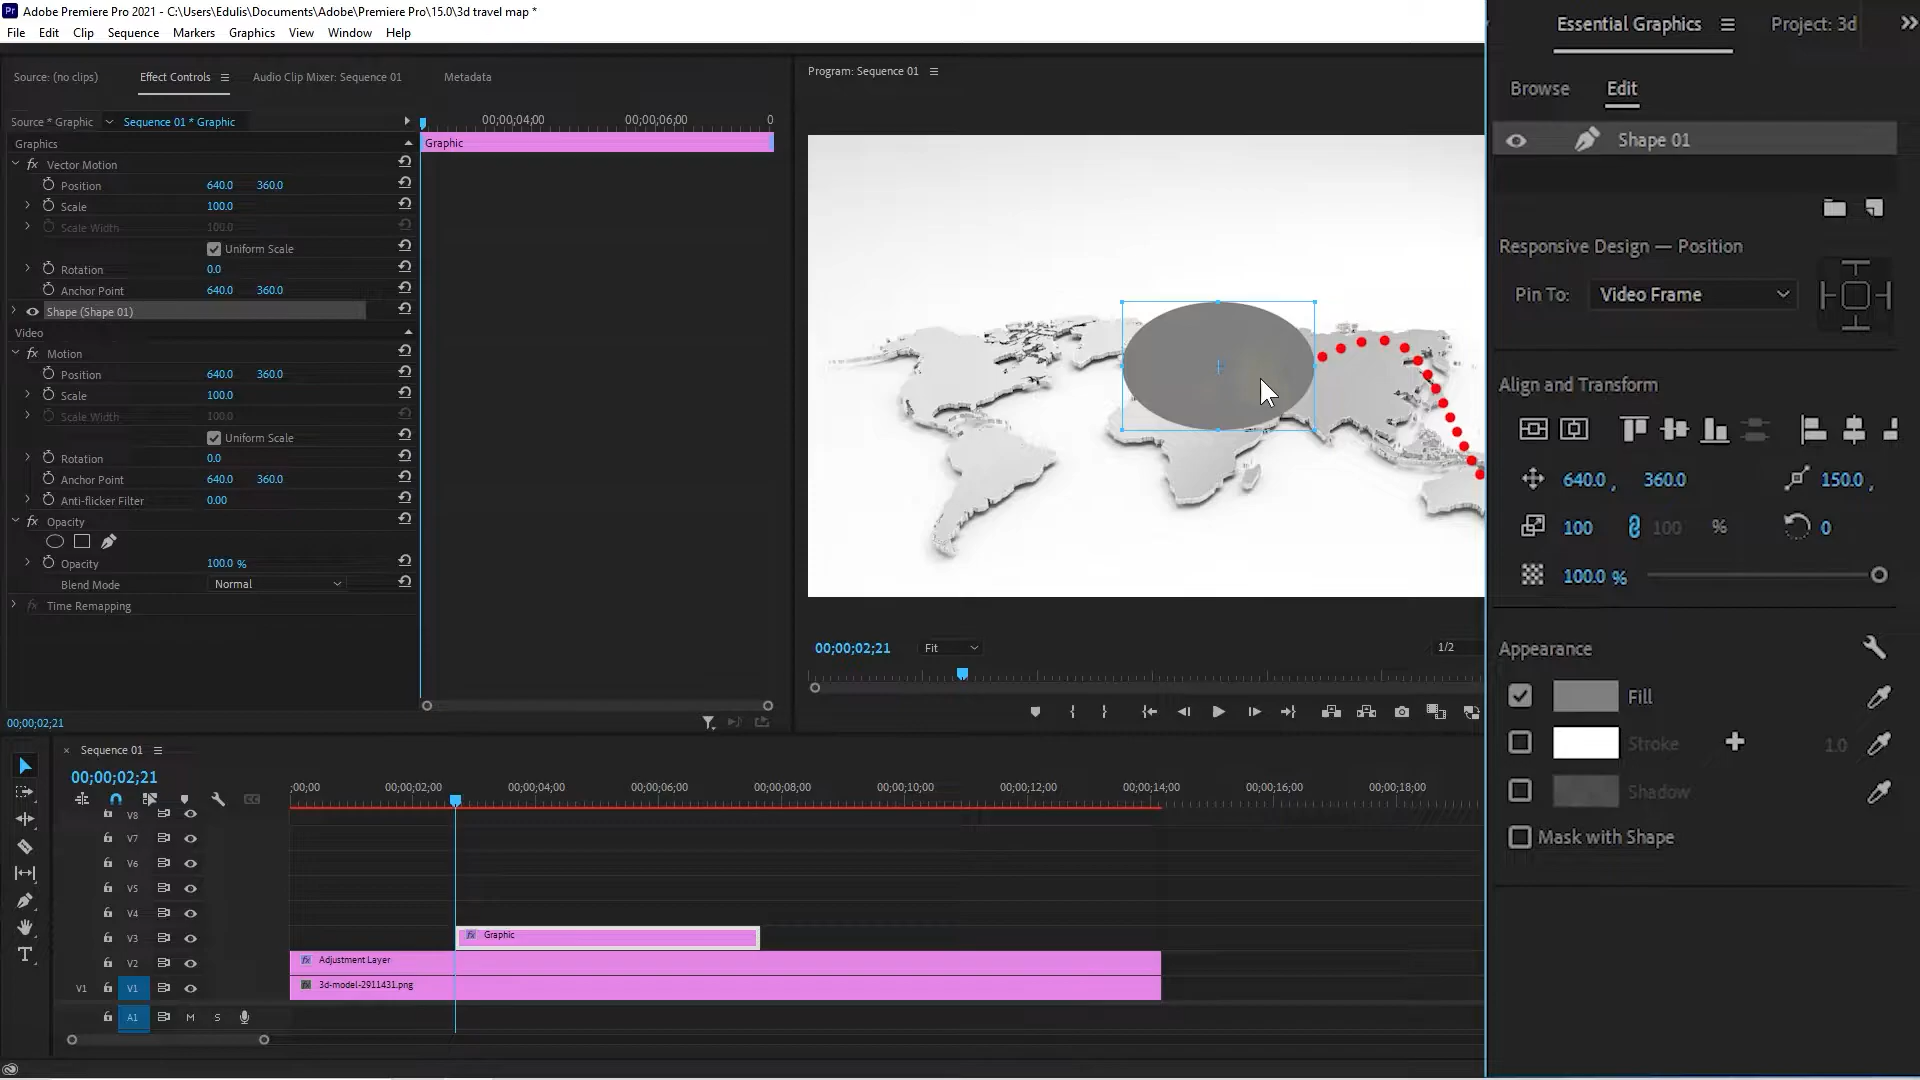 Pr Adobe Premiere Pro 2021 - C:\Users\Edulis\Documents\Adobe\Premiere Pro\15.0\3d travel map *
File Edit Clip Sequence Markers Graphics View Window Help
Source: (no clips) Effect Controls Audio Clip Mixer: Sequence 01 Metadata
Source * Graphic Sequence 01 * Graphic
00;00;04;00 00;00;06;00 0
Graphics
Graphic
fx Vector Motion
Position 640.0 360.0
Scale 100.0
Scale Width 100.0
Uniform Scale
Rotation 0.0
Anchor Point 640.0 360.0
Shape (Shape 01)
Video
fx Motion
Position 640.0 360.0
Scale 100.0
Scale Width 100.0
Uniform Scale
Rotation 0.0
Anchor Point 640.0 360.0
Anti-flicker Filter 0.00
fx Opacity
Opacity 100.0 %
Blend Mode Normal
fx Time Remapping
00;00;02;21
Program: Sequence 01
00;00;02;21 Fit 1/2
Essential Graphics Project: 3d
Browse Edit
Shape 01
Responsive Design — Position
Pin To: Video Frame
Align and Transform
640.0 , 360.0 150.0 ,
100 100 % 0
100.0 %
Appearance
Fill
Stroke 1.0
Shadow
Mask with Shape
× Sequence 01
00;00;02;21
;00;00 00;00;02;00 00;00;04;00 00;00;06;00 00;00;08;00 00;00;10;00 00;00;12;00 00;00;14;00 00;00;16;00 00;00;18;00
V8
V7
V6
V5
V4
V3 fx Graphic
V2 fx Adjustment Layer
V1 V1 fx 3d-model-2911431.png
A1 M S
T